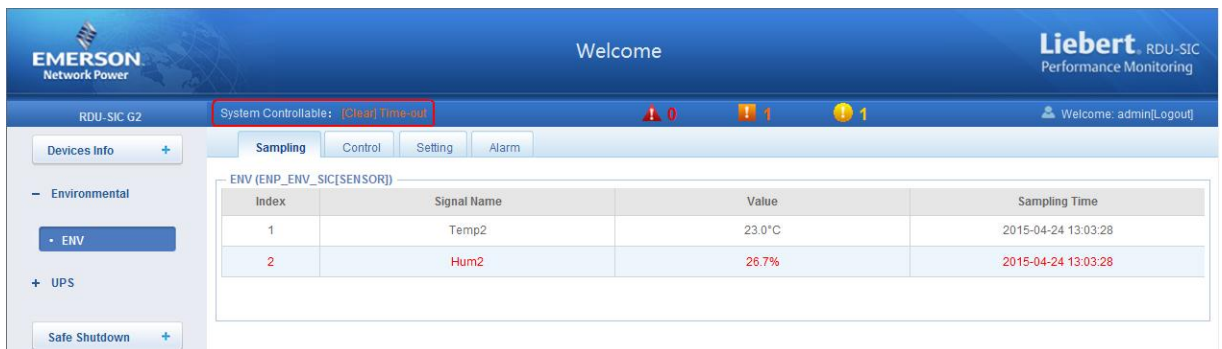 EMERSON.
Network Power
Welcome
Liebert. RDU-SIC
Performance Monitoring
RDU-SIC G2
System Controllable: [Clear] Time-out
0
1
1
Welcome: admin[Logout]
Devices Info +
Sampling Control Setting Alarm
ENV (ENP_ENV_SIC[SENSOR])
− Environmental
Index Signal Name Value Sampling Time
1 Temp2 23.0°C 2015-04-24 13:03:28
• ENV
2 Hum2 26.7% 2015-04-24 13:03:28
+ UPS
Safe Shutdown +